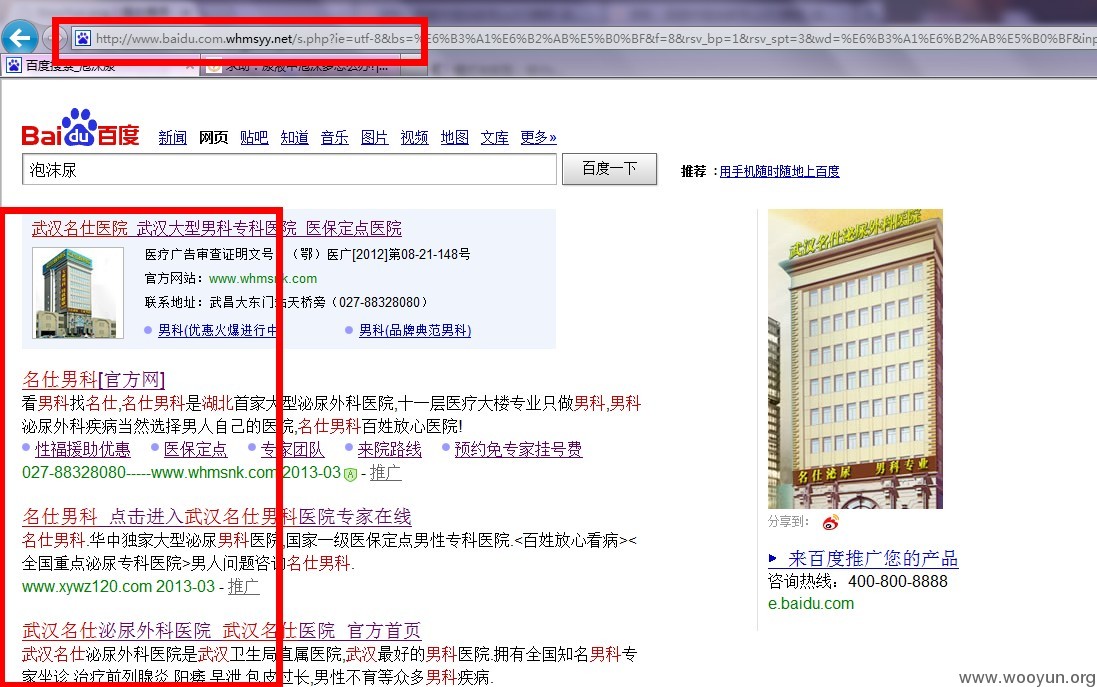 http://www.baidu.com.whmsyy.net/s.php?ie=utf-8&bs=%E6%B3%A1%E6%B2%AB%E5%B0%BF&f=8&rsv_bp=1&rsv_spt=3&wd=%E6%B3%A1%E6%B2%AB%E5%B0%BF&inp
百度搜索_泡沫尿
求助：尿液中泡沫多怎么办?|...
Bai du 百度 新闻 网页 贴吧 知道 音乐 图片 视频 地图 文库 更多»
泡沫尿 百度一下 推荐：用手机随时随地上百度
武汉名仕医院_武汉大型男科专科医院_医保定点医院
医疗广告审查证明文号：（鄂）医广[2012]第08-21-148号
官方网站：www.whmsnk.com
联系地址：武昌大东门站天桥旁（027-88328080）
男科(优惠火爆进行中 男科(品牌典范男科)
名仕男科[官方网]
看男科找名仕,名仕男科是湖北首家大型泌尿外科医院,十一层医疗大楼专业只做男科,男科
泌尿外科疾病当然选择男人自己的医院,名仕男科百姓放心医院!
性福援助优惠 医保定点 专家团队 来院路线 预约免专家挂号费
027-88328080-----www.whmsnk.com 2013-03 - 推广
名仕男科_点击进入武汉名仕男科医院专家在线
名仕男科.华中独家大型泌尿男科医院,国家一级医保定点男性专科医院.<百姓放心看病><
全国重点泌尿专科医院>男人问题咨询名仕男科.
www.xywz120.com 2013-03 - 推广
武汉名仕泌尿外科医院_武汉名仕医院_官方首页
武汉名仕泌尿外科医院是武汉卫生局直属医院,武汉最好的男科医院.拥有全国知名男科专
家坐诊,治疗前列腺炎,阳痿,早泄,包皮过长,男性不育等众多男科疾病.
武汉名仕泌尿外科医院
名仕泌尿 男科专业
分享到：
来百度推广您的产品
咨询热线：400-800-8888
e.baidu.com
www.wooyun.org